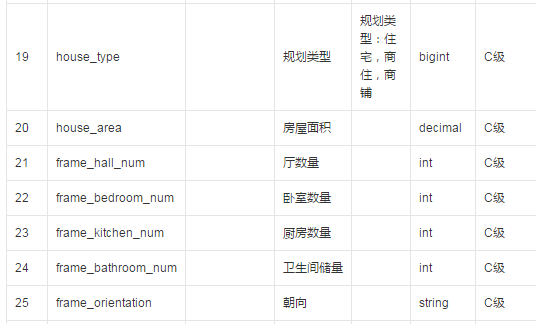 19 house_type 规划类型 规划类型：住宅，商住，商铺 bigint C级
20 house_area 房屋面积 decimal C级
21 frame_hall_num 厅数量 int C级
22 frame_bedroom_num 卧室数量 int C级
23 frame_kitchen_num 厨房数量 int C级
24 frame_bathroom_num 卫生间储量 int C级
25 frame_orientation 朝向 string C级